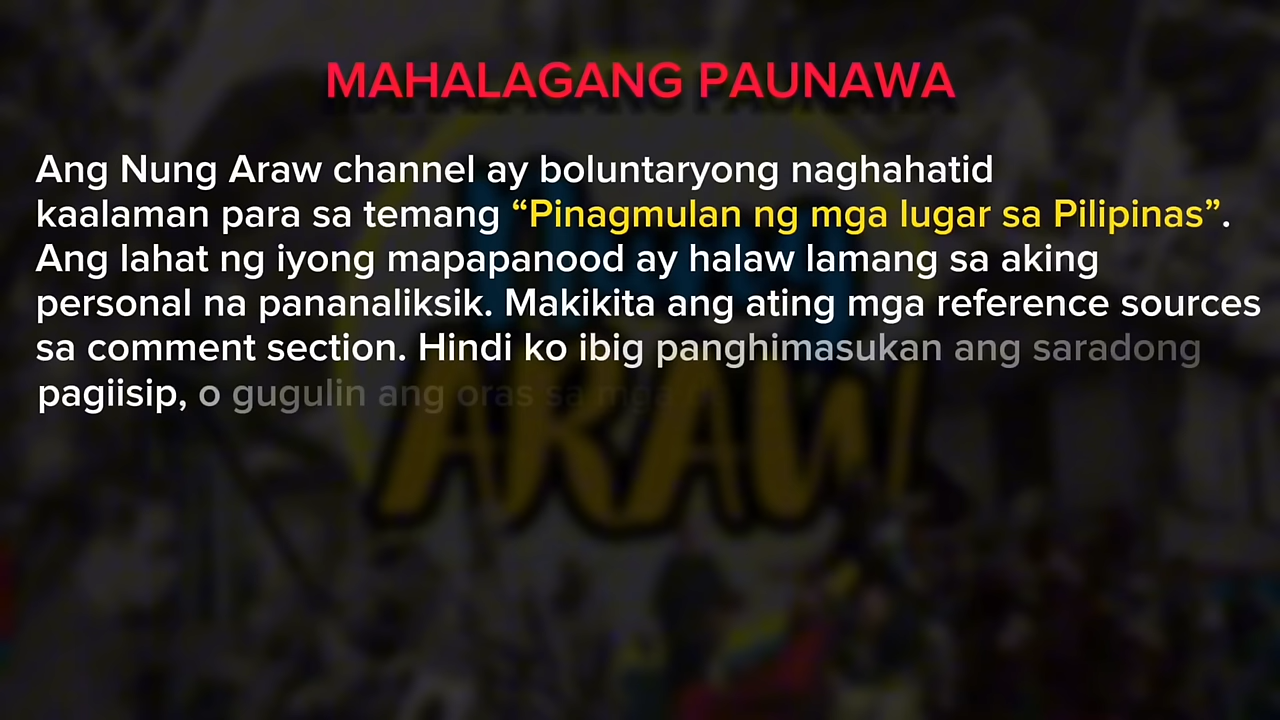 MAHALAGANG PAUNAWA
Ang Nung Araw channel ay boluntaryong naghahatid
kaalaman para sa temang “Pinagmulan ng mga lugar sa Pilipinas”.
Ang lahat ng iyong mapapanood ay halaw lamang sa aking
personal na pananaliksik. Makikita ang ating mga reference sources
sa comment section. Hindi ko ibig panghimasukan ang saradong
pagiisip, o gugulin ang oras sa mga
ARAW